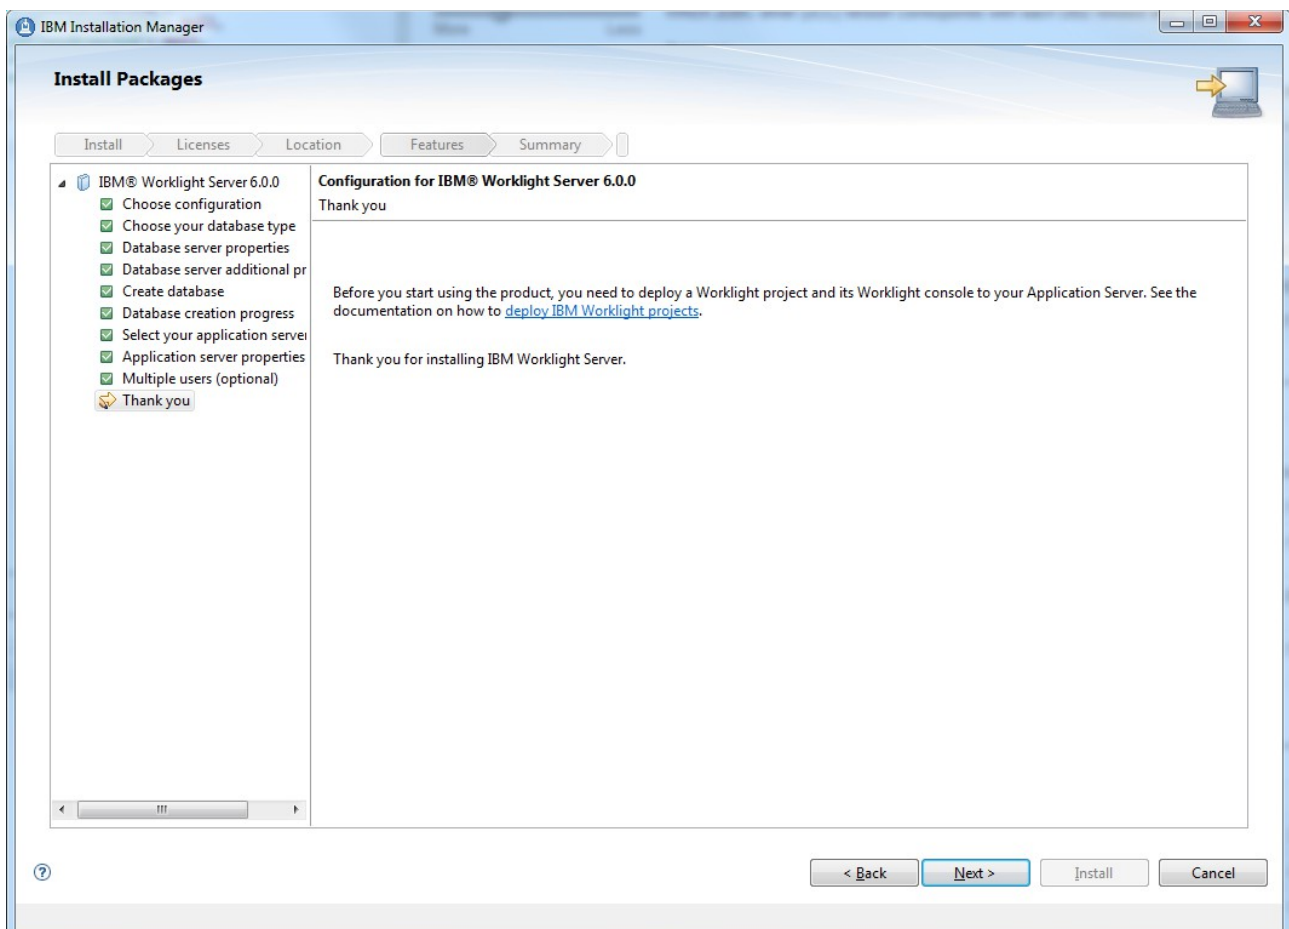 IBM Installation Manager
Install Packages
Install Licenses Location Features Summary
IBM® Worklight Server 6.0.0
Choose configuration
Choose your database type
Database server properties
Database server additional pr
Create database
Database creation progress
Select your application server
Application server properties
Multiple users (optional)
Thank you
Configuration for IBM® Worklight Server 6.0.0
Thank you
Before you start using the product, you need to deploy a Worklight project and its Worklight console to your Application Server. See the
documentation on how to deploy IBM Worklight projects.
Thank you for installing IBM Worklight Server.
< Back Next > Install Cancel